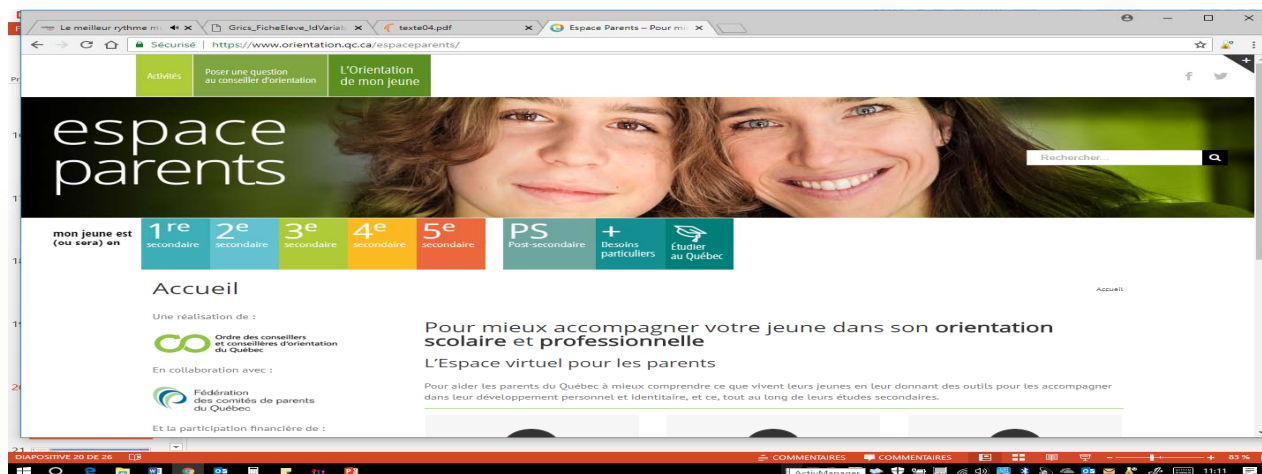 Le meilleur rythme m
Grics_FicheEleve_IdVariab
texte04.pdf
Espace Parents – Pour mi
Sécurisé | https://www.orientation.qc.ca/espaceparents/
Activités
Poser une question
au conseiller d'orientation
L'Orientation
de mon jeune
espace
parents
Rechercher...
mon jeune est
(ou sera) en
1re
secondaire
2e
secondaire
3e
secondaire
4e
secondaire
5e
secondaire
PS
Post-secondaire
+
Besoins
particuliers
Étudier
au Québec
Accueil
Accueil
Une réalisation de :
Ordre des conseillers
et conseillères d'orientation
du Québec
En collaboration avec :
Fédération
des comités de parents
du Québec
Et la participation financière de :
Pour mieux accompagner votre jeune dans son orientation
scolaire et professionnelle
L'Espace virtuel pour les parents
Pour aider les parents du Québec à mieux comprendre ce que vivent leurs jeunes en leur donnant des outils pour les accompagner
dans leur développement personnel et identitaire, et ce, tout au long de leurs études secondaires.
21
DIAPOSITIVE 20 DE 26
COMMENTAIRES
COMMENTAIRES
83 %
ActivManager
11:11